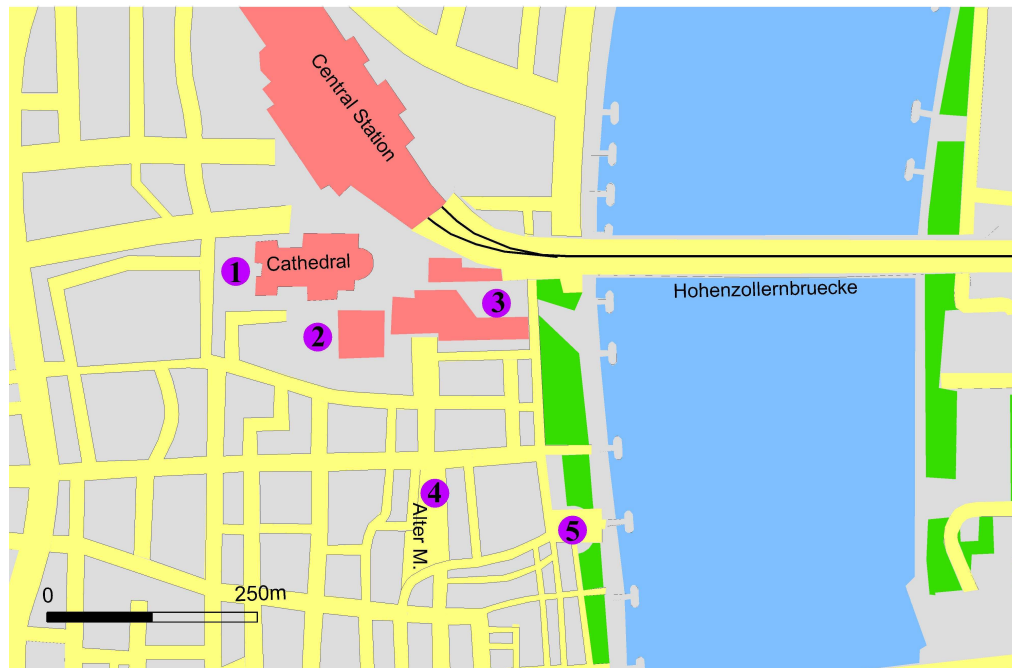 Central Station
1
Cathedral
Hohenzollernbruecke
3
2
4
Alter M.
5
0
250m